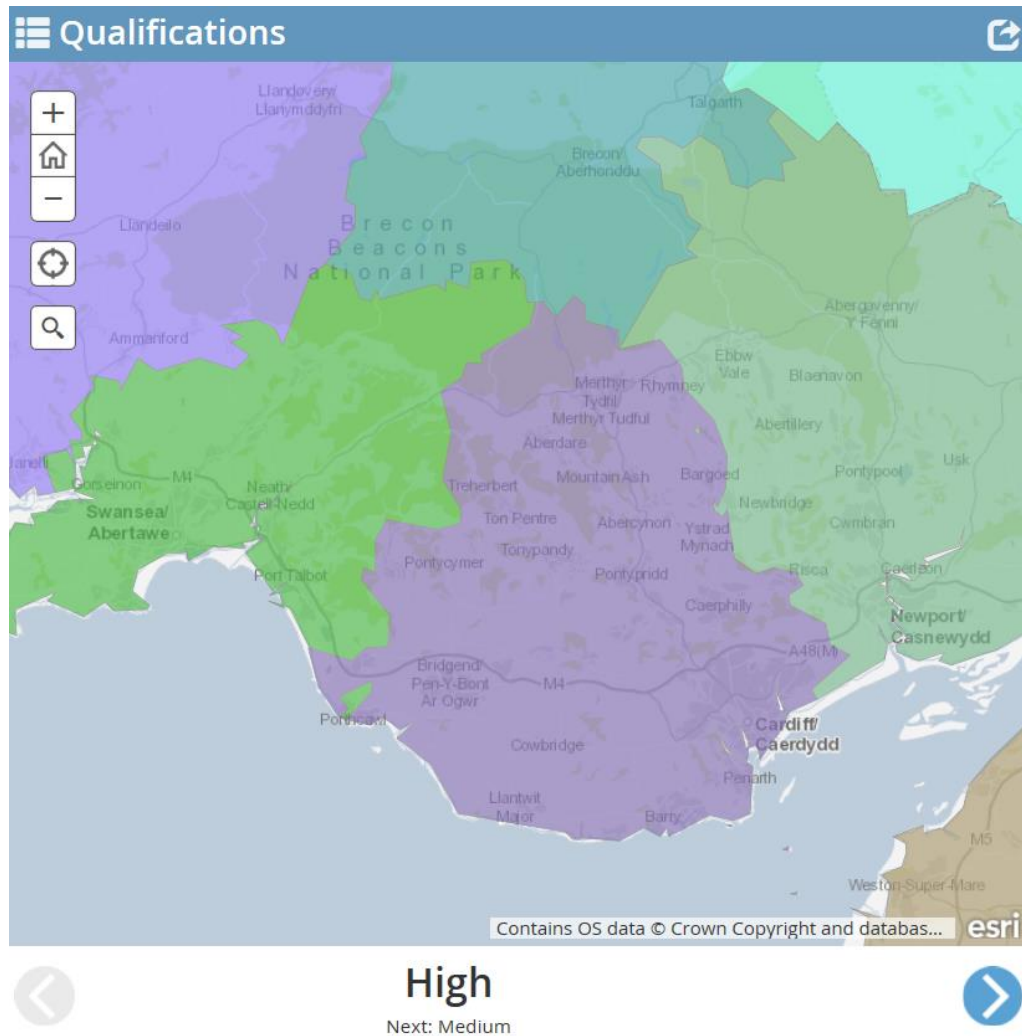 Qualifications
+
−
Llandovery/
Llanymddyfri
Talgarth
Brecon/
Aberhonddu
Llandeilo
Brecon
Beacons
National Park
Abergavenny/
Y Fenni
Ammanford
Ebbw
Vale
Blaenavon
Merthyr
Tydfil/
Merthyr Tudful
Rhymney
Aberdare
Abertillery
Gorseinon
M4
Neath/
Castell-Nedd
Treherbert
Mountain Ash
Bargoed
Pontypool
Usk
Swansea/
Abertawe
Ton Pentre
Abercynon
Newbridge
Cwmbran
Ystrad
Mynach
Tonypandy
Pontycymer
Port Talbot
Pontypridd
Risca
Caerleon
Caerphilly
Newport/
Casnewydd
A48(M)
Bridgend/
Pen-Y-Bont
Ar Ogwr
M4
Porthcawl
Cowbridge
Cardiff/
Caerdydd
Penarth
Llantwit
Major
Barry
M5
Weston-Super-Mare
Contains OS data © Crown Copyright and databas...
esri
High
Next: Medium